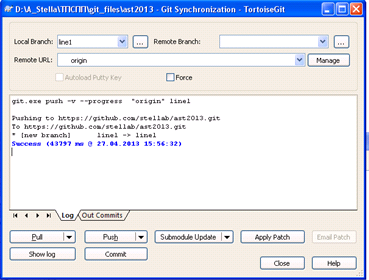 D:\A_Stella\ТПСПП\git_files\ast2013 - Git Synchronization - TortoiseGit
Local Branch: line1 ... Remote Branch: ...
Remote URL: origin Manage
Autoload Putty Key Force
git.exe push -v --progress "origin" line1
Pushing to https://github.com/stellab/ast2013.git
To https://github.com/stellab/ast2013.git
* [new branch] line1 -> line1
Success (43797 ms @ 27.04.2013 15:56:32)
Log Out Commits
Pull Push Submodule Update Apply Patch Email Patch
Show log Commit
Close Help